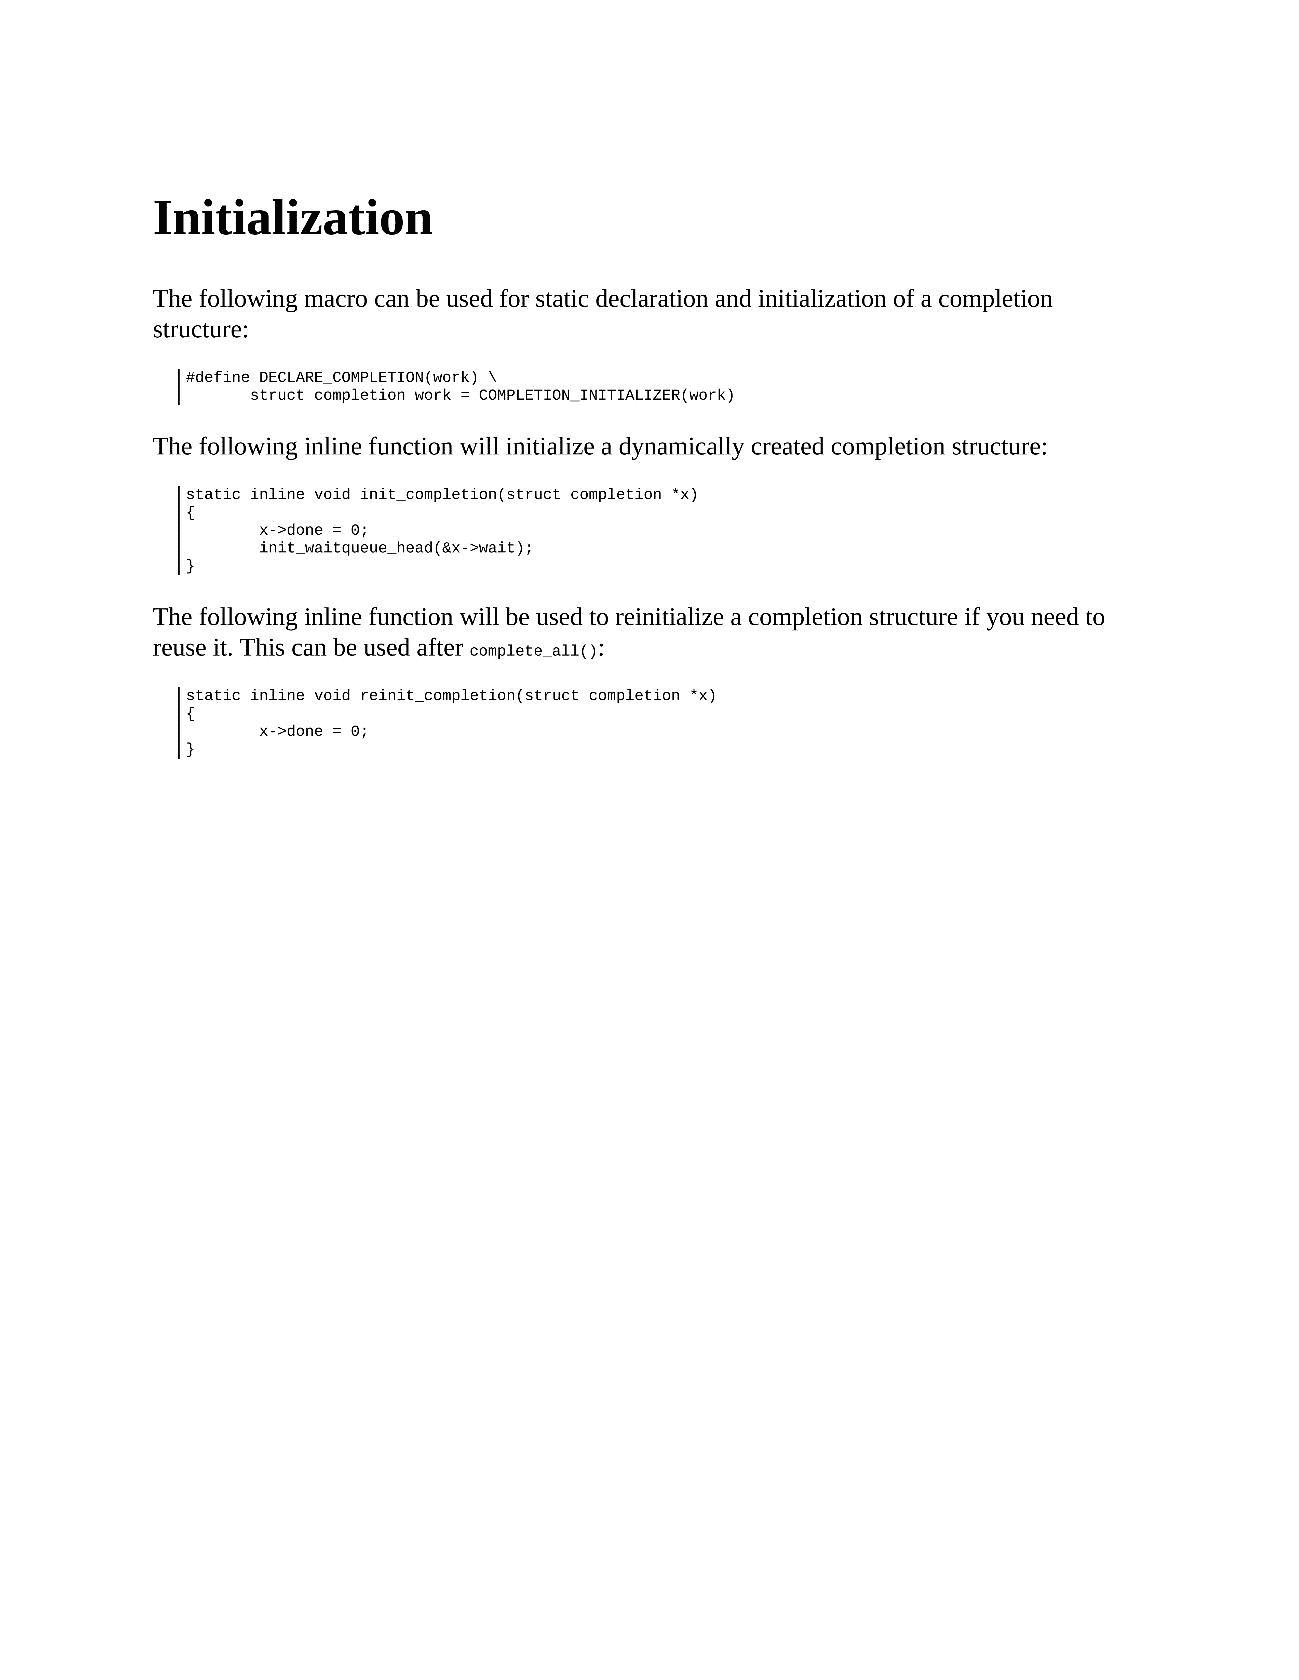 Initialization
The following macro can be used for static declaration and initialization of a completion
structure:
#define DECLARE_COMPLETION(work) \
       struct completion work = COMPLETION_INITIALIZER(work)
The following inline function will initialize a dynamically created completion structure:
static inline void init_completion(struct completion *x)
{
        x->done = 0;
        init_waitqueue_head(&x->wait);
}
The following inline function will be used to reinitialize a completion structure if you need to
reuse it. This can be used after complete_all():
static inline void reinit_completion(struct completion *x)
{
        x->done = 0;
}